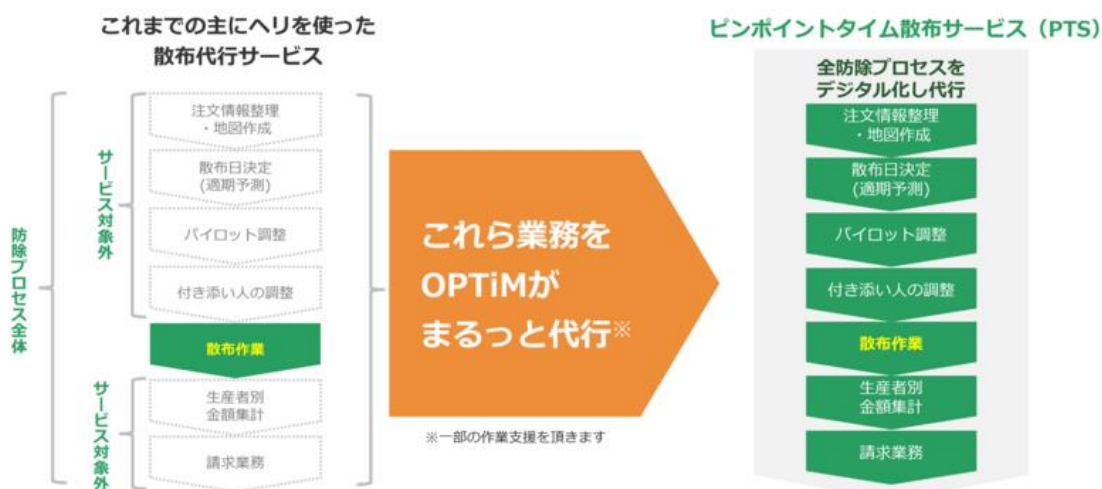 これまでの主にヘリを使った
散布代行サービス
防除プロセス全体
サービス対象外
注文情報整理
・地図作成
散布日決定
(適期予測)
パイロット調整
付き添い人の調整
散布作業
サービス対象外
生産者別
金額集計
請求業務
これら業務を
OPTiMが
まるっと代行※
※一部の作業支援を頂きます
ピンポイントタイム散布サービス（PTS）
全防除プロセスを
デジタル化し代行
注文情報整理
・地図作成
散布日決定
(適期予測)
パイロット調整
付き添い人の調整
散布作業
生産者別
金額集計
請求業務